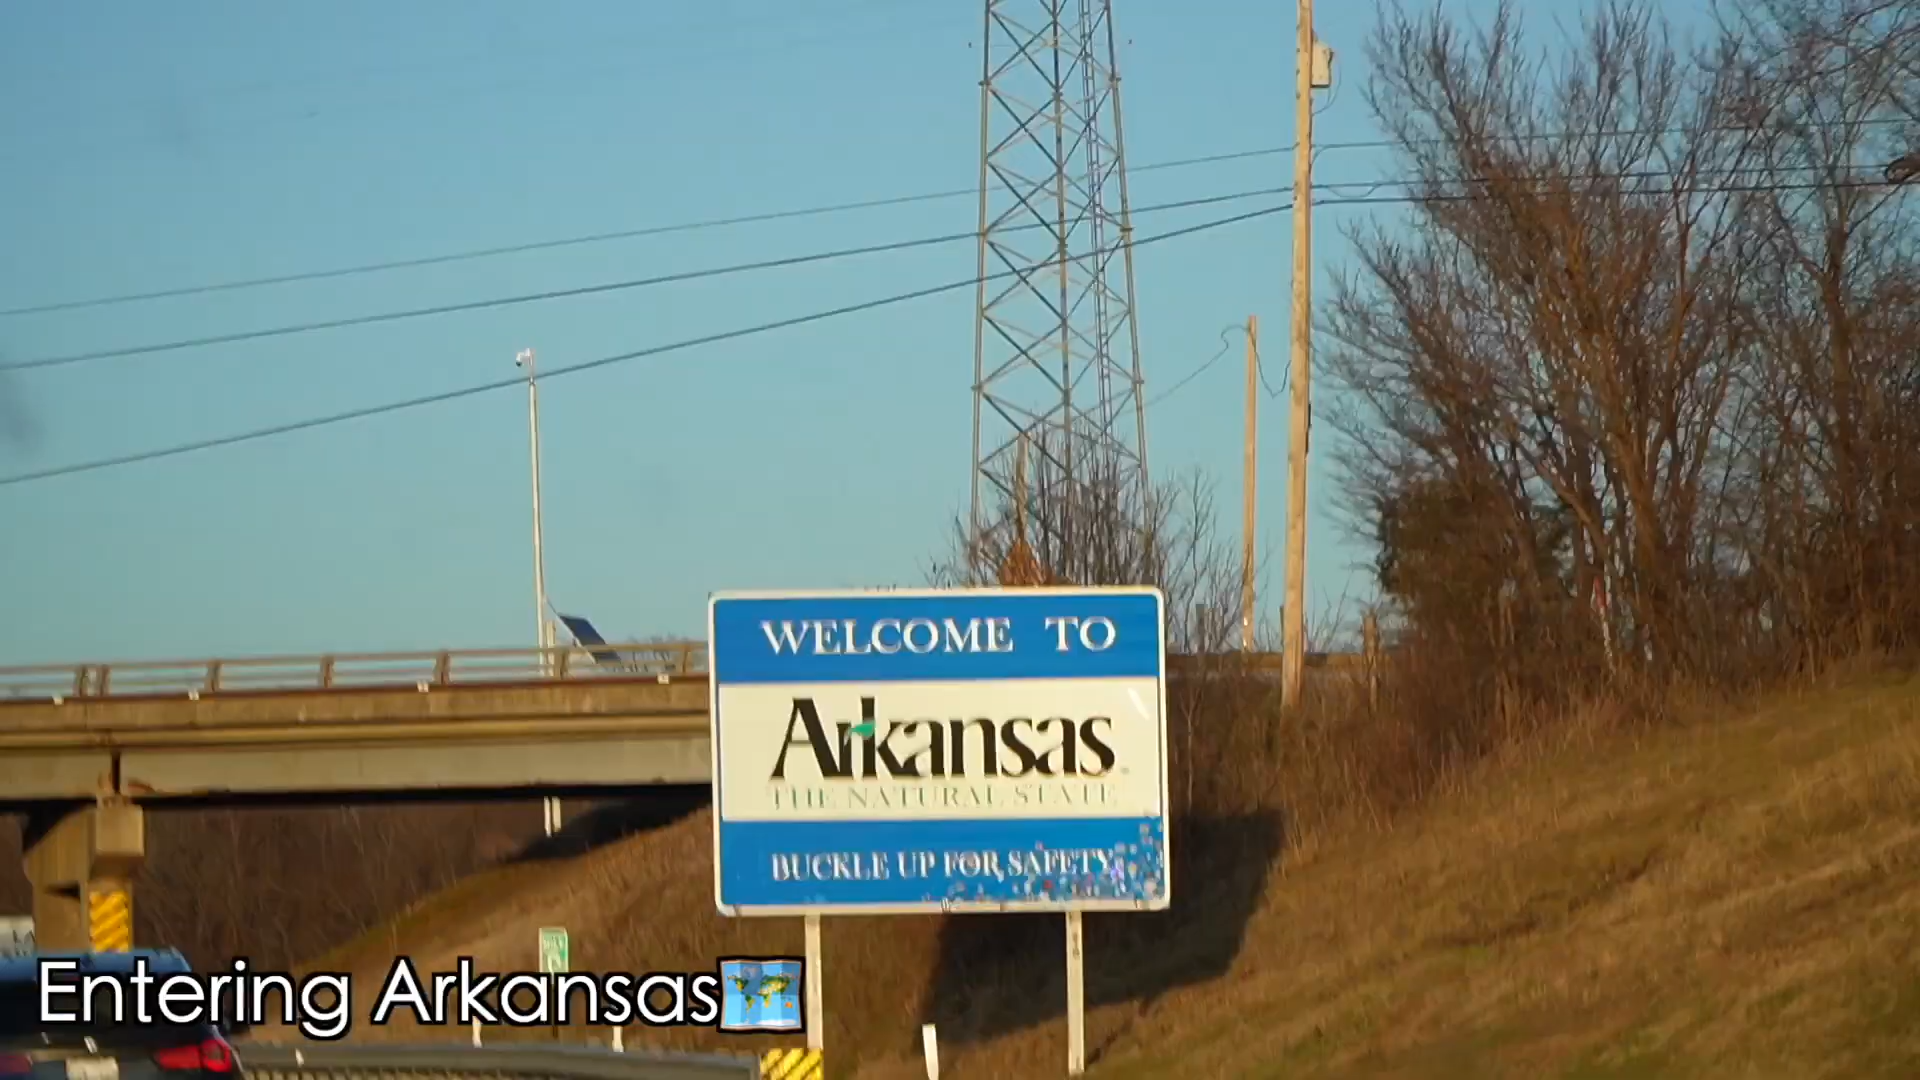 WELCOME TO
Arkansas
THE NATURAL STATE
BUCKLE UP FOR SAFETY
Entering Arkansas